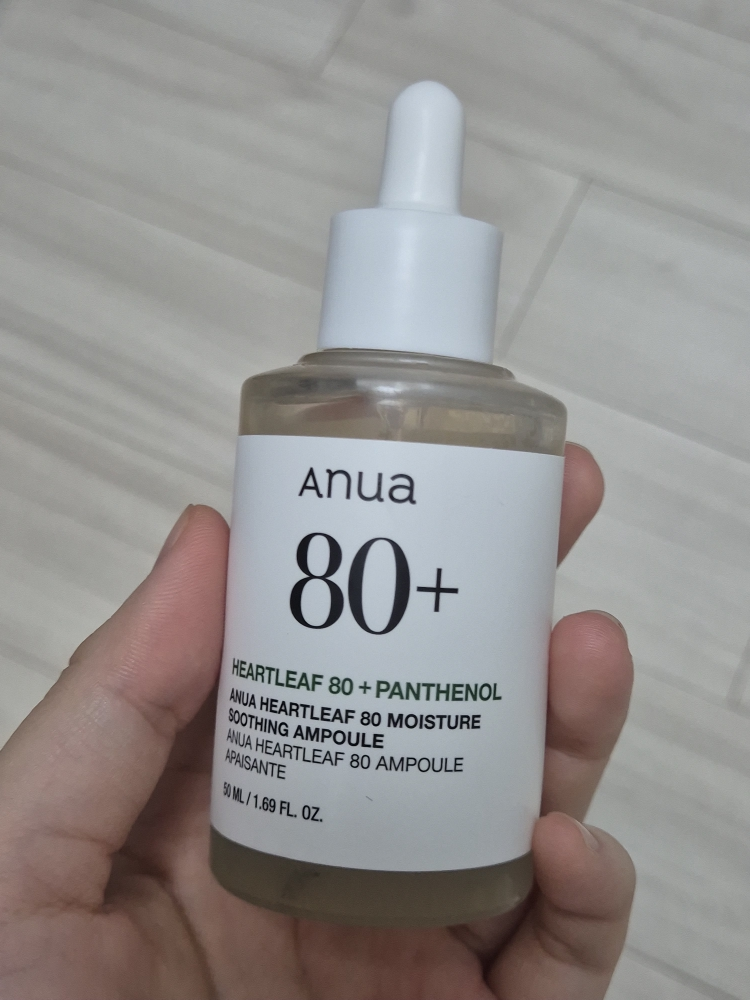 Anua
80+
HEARTLEAF 80 + PANTHENOL
ANUA HEARTLEAF 80 MOISTURE
SOOTHING AMPOULE
ANUA HEARTLEAF 80 AMPOULE
APAISANTE
50 ML / 1.69 FL. OZ.